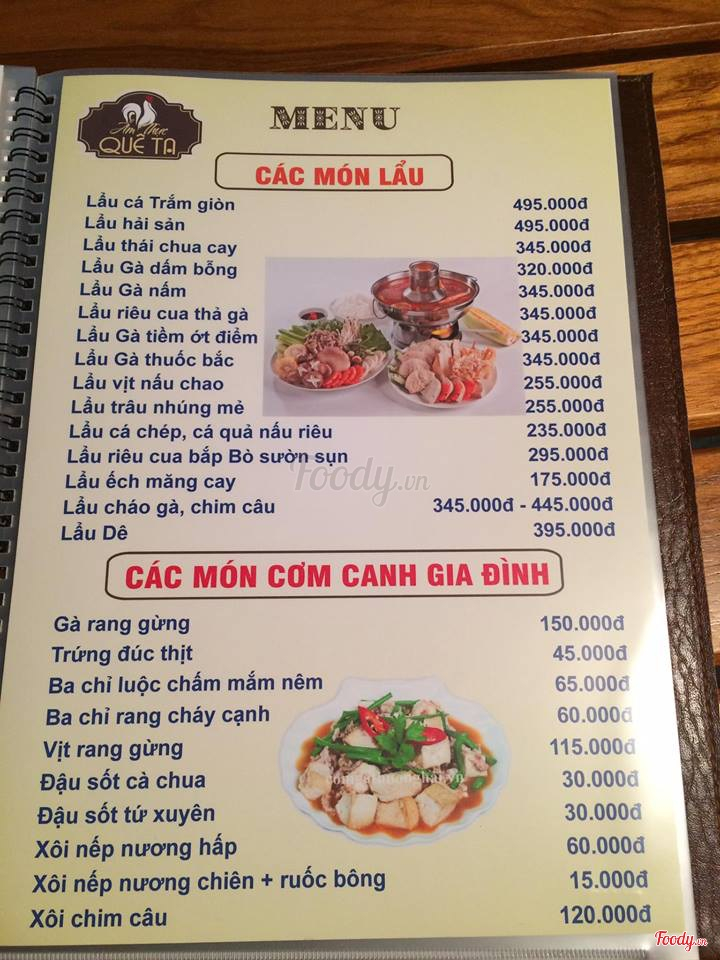 Ẩm Thực
QUÊ TA
MENU
CÁC MÓN LẨU
Lẩu cá Trắm giòn 495.000đ
Lẩu hải sản 495.000đ
Lẩu thái chua cay 345.000đ
Lẩu Gà dấm bỗng 320.000đ
Lẩu Gà nấm 345.000đ
Lẩu riêu cua thả gà 345.000đ
Lẩu Gà tiềm ớt điểm 345.000đ
Lẩu Gà thuốc bắc 345.000đ
Lẩu vịt nấu chao 255.000đ
Lẩu trâu nhúng mẻ 255.000đ
Lẩu cá chép, cá quả nấu riêu 235.000đ
Lẩu riêu cua bắp Bò sườn sụn 295.000đ
Foody.vn
Lẩu ếch măng cay 175.000đ
Lẩu cháo gà, chim câu 345.000đ - 445.000đ
Lẩu Dê 395.000đ
CÁC MÓN CƠM CANH GIA ĐÌNH
Gà rang gừng 150.000đ
Trứng đúc thịt 45.000đ
Ba chỉ luộc chấm mắm nêm 65.000đ
Ba chỉ rang cháy cạnh 60.000đ
Vịt rang gừng 115.000đ
Đậu sốt cà chua 30.000đ
Đậu sốt tứ xuyên 30.000đ
Xôi nếp nương hấp 60.000đ
Xôi nếp nương chiên + ruốc bông 15.000đ
Xôi chim câu 120.000đ
Foody.vn